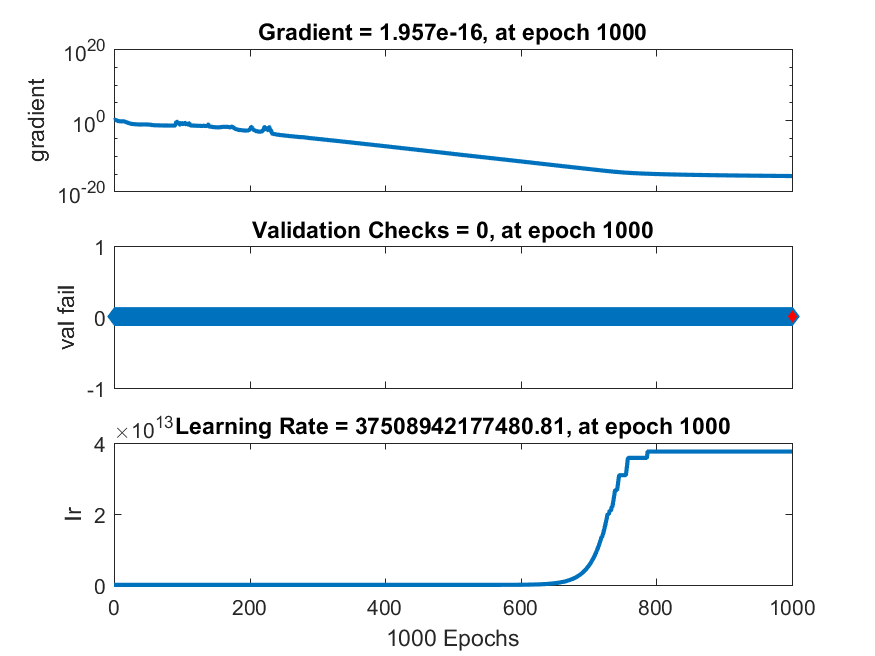 Gradient = 1.957e-16, at epoch 1000
10^20
10^0
10^-20
gradient
Validation Checks = 0, at epoch 1000
1
0
-1
val fail
×10^13 Learning Rate = 37508942177480.81, at epoch 1000
4
2
0
lr
0 200 400 600 800 1000
1000 Epochs